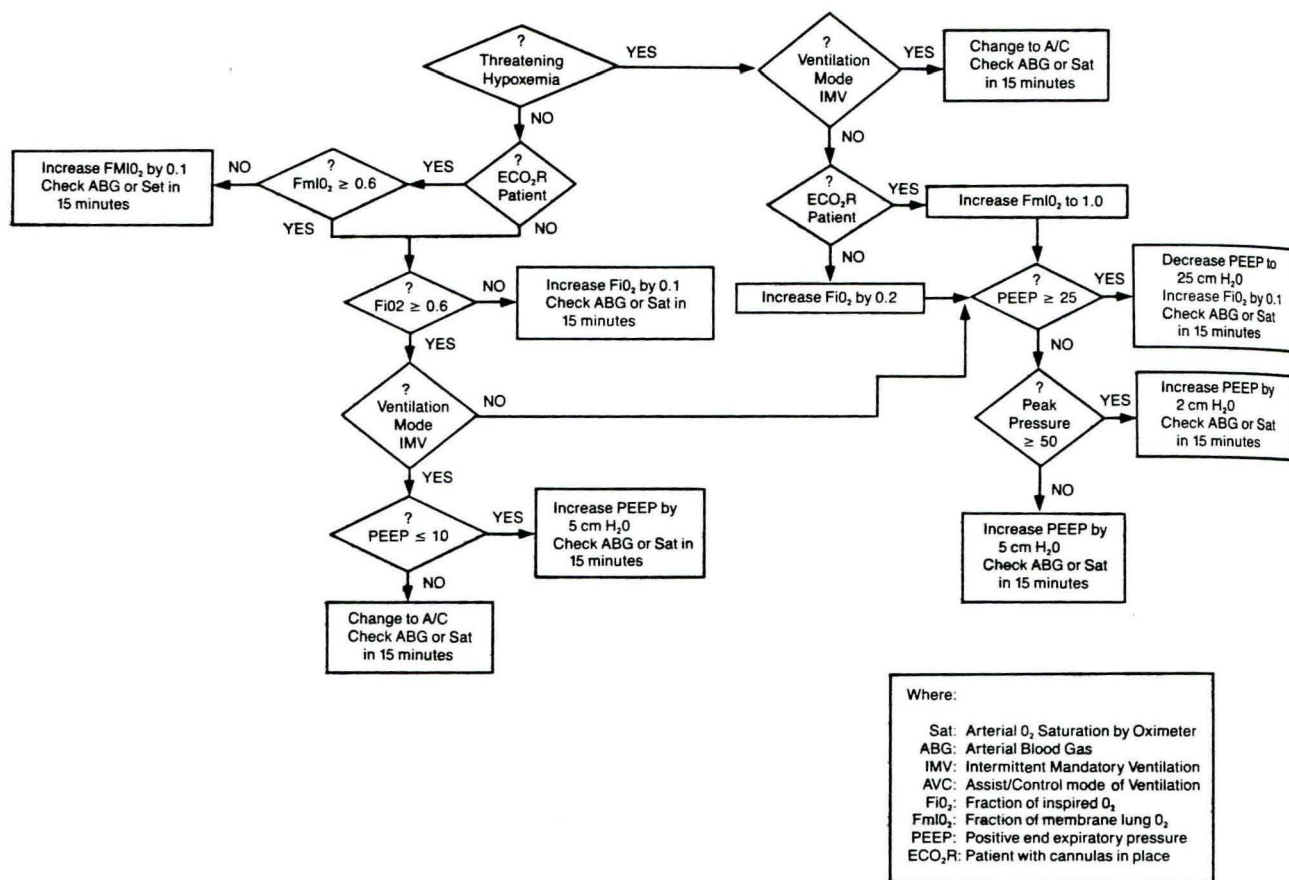 ?
Threatening
Hypoxemia
YES
NO
?
Ventilation
Mode
IMV
YES
NO
Change to A/C
Check ABG or Sat
in 15 minutes
Increase FMI0₂ by 0.1
Check ABG or Set in
15 minutes
NO
?
FmI0₂ ≥ 0.6
YES
YES
?
ECO₂R
Patient
NO
?
ECO₂R
Patient
YES
NO
Increase FmI0₂ to 1.0
Increase Fi0₂ by 0.2
?
PEEP ≥ 25
YES
NO
Decrease PEEP to
25 cm H₂0
Increase Fi0₂ by 0.1
Check ABG or Sat
in 15 minutes
?
Fi02 ≥ 0.6
NO
YES
Increase Fi0₂ by 0.1
Check ABG or Sat in
15 minutes
?
Ventilation
Mode
IMV
NO
YES
?
Peak
Pressure
≥ 50
YES
NO
Increase PEEP by
2 cm H₂0
Check ABG or Sat
in 15 minutes
?
PEEP ≤ 10
YES
NO
Increase PEEP by
5 cm H₂0
Check ABG or Sat in
15 minutes
Increase PEEP by
5 cm H₂0
Check ABG or Sat
in 15 minutes
Change to A/C
Check ABG or Sat
in 15 minutes
Where:
Sat: Arterial 0₂ Saturation by Oximeter
ABG: Arterial Blood Gas
IMV: Intermittent Mandatory Ventilation
AVC: Assist/Control mode of Ventilation
Fi0₂: Fraction of inspired 0₂
FmI0₂: Fraction of membrane lung 0₂
PEEP: Positive end expiratory pressure
ECO₂R: Patient with cannulas in place